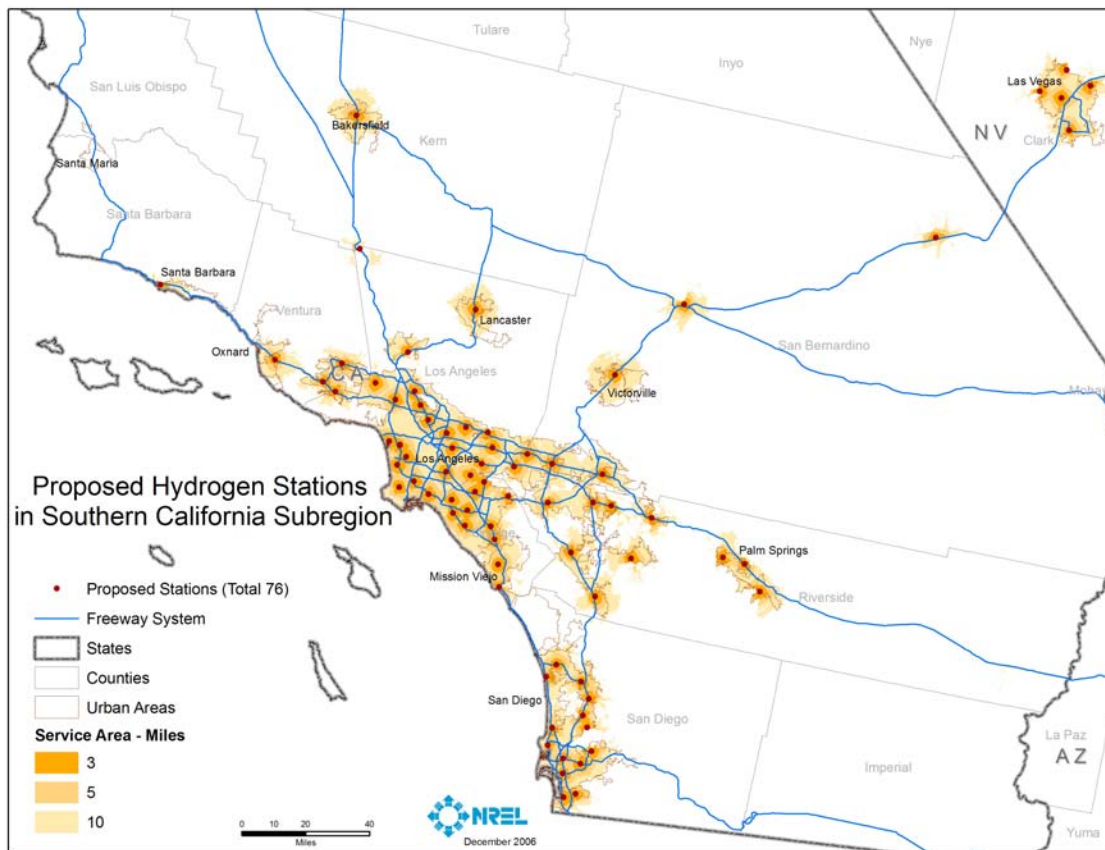 Tulare
Nye
Inyo
San Luis Obispo
Las Vegas
Bakersfield
Kern
NV
Clark
Santa Maria
Santa Barbara
Santa Barbara
Ventura
Lancaster
Oxnard
CA
Los Angeles
San Bernardino
Victorville
Los Angeles
Proposed Hydrogen Stations
in Southern California Subregion
Palm Springs
Mission Viejo
Riverside
Proposed Stations (Total 76)
Freeway System
States
Counties
Urban Areas
San Diego
San Diego
La Paz
AZ
Imperial
Yuma
Service Area - Miles
3
5
10
0 10 20 40
Miles
NREL
December 2006